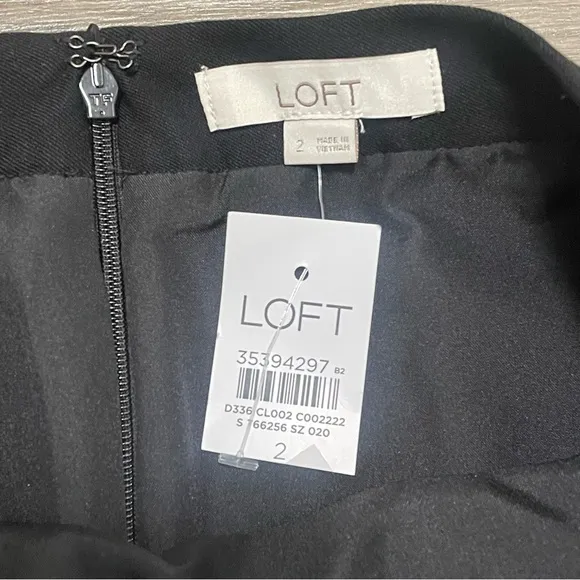 LOFT
2 MADE IN
VIETNAM
LOFT
35394297 B2
D336 CL002 C002222
S 766256 SZ 020
2